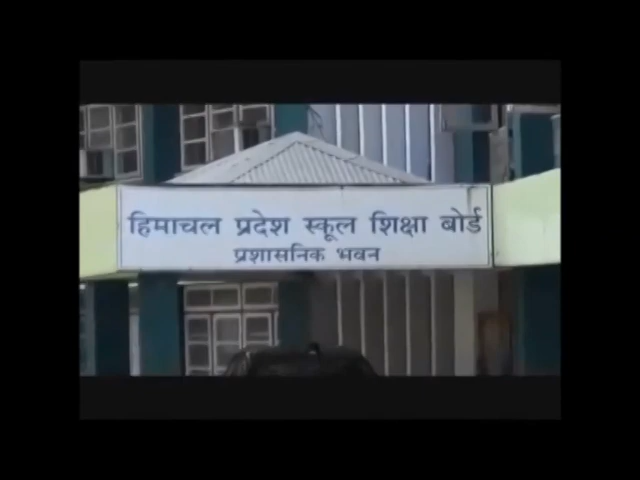 हिमाचल प्रदेश स्कूल शिक्षा बोर्ड
प्रशासनिक भवन